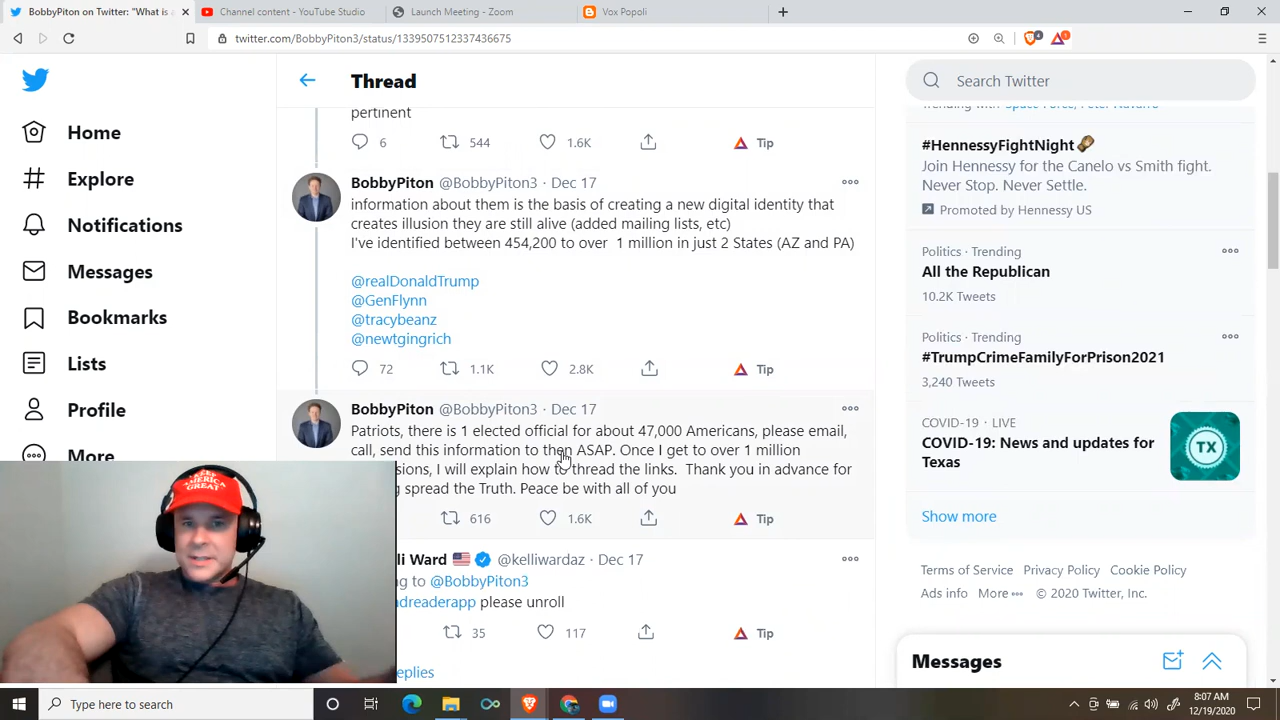 BobbyPiton on Twitter: "What is a
Channel content - YouTube Studio
Launch Meeting - Zoom
Vox Popoli
twitter.com/BobbyPiton3/status/1339507512337436675
Home
Explore
Notifications
Messages
Bookmarks
Lists
Profile
More
Thread
pertinent
6 544 1.6K Tip
BobbyPiton @BobbyPiton3 · Dec 17
information about them is the basis of creating a new digital identity that
creates illusion they are still alive (added mailing lists, etc)
I've identified between 454,200 to over 1 million in just 2 States (AZ and PA)
@realDonaldTrump
@GenFlynn
@tracybeanz
@newtgingrich
72 1.1K 2.8K Tip
BobbyPiton @BobbyPiton3 · Dec 17
Patriots, there is 1 elected official for about 47,000 Americans, please email,
call, send this information to then ASAP. Once I get to over 1 million
I will explain how to thread the links. Thank you in advance for
spread the Truth. Peace be with all of you
616 1.6K Tip
Ward @kelliwardaz · Dec 17
to @BobbyPiton3
please unroll
35 117 Tip
Search Twitter
#HennessyFightNight
Join Hennessy for the Canelo vs Smith fight.
Never Stop. Never Settle.
Promoted by Hennessy US
Politics · Trending
All the Republican
10.2K Tweets
Politics · Trending
#TrumpCrimeFamilyForPrison2021
3,240 Tweets
COVID-19 · LIVE
COVID-19: News and updates for
Texas
TX
Show more
Terms of Service Privacy Policy Cookie Policy
Ads info More © 2020 Twitter, Inc.
Messages
Type here to search
8:07 AM
12/19/2020